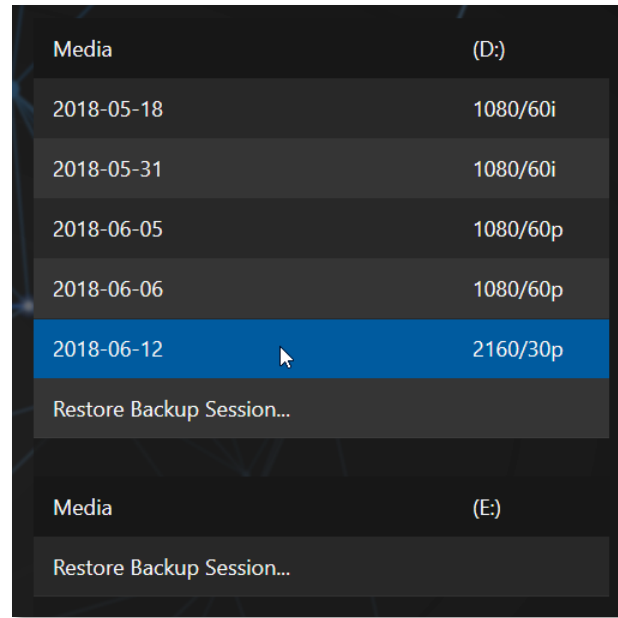 Media (D:)
2018-05-18 1080/60i
2018-05-31 1080/60i
2018-06-05 1080/60p
2018-06-06 1080/60p
2018-06-12 2160/30p
Restore Backup Session...
Media (E:)
Restore Backup Session...